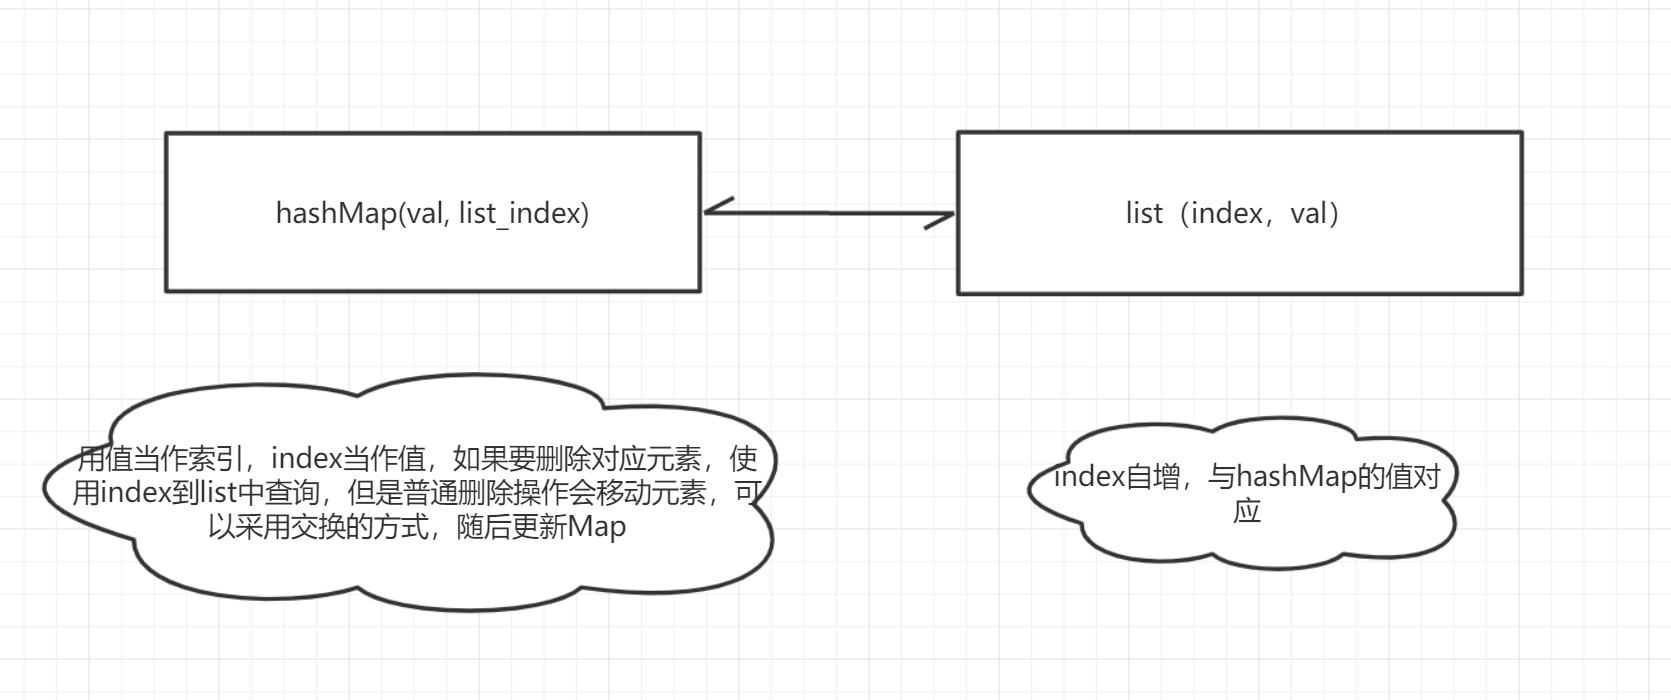 hashMap(val, list_index)
list（index，val）
用值当作索引，index当作值，如果要删除对应元素，使
用index到list中查询，但是普通删除操作会移动元素，可
以采用交换的方式，随后更新Map
index自增，与hashMap的值对
应